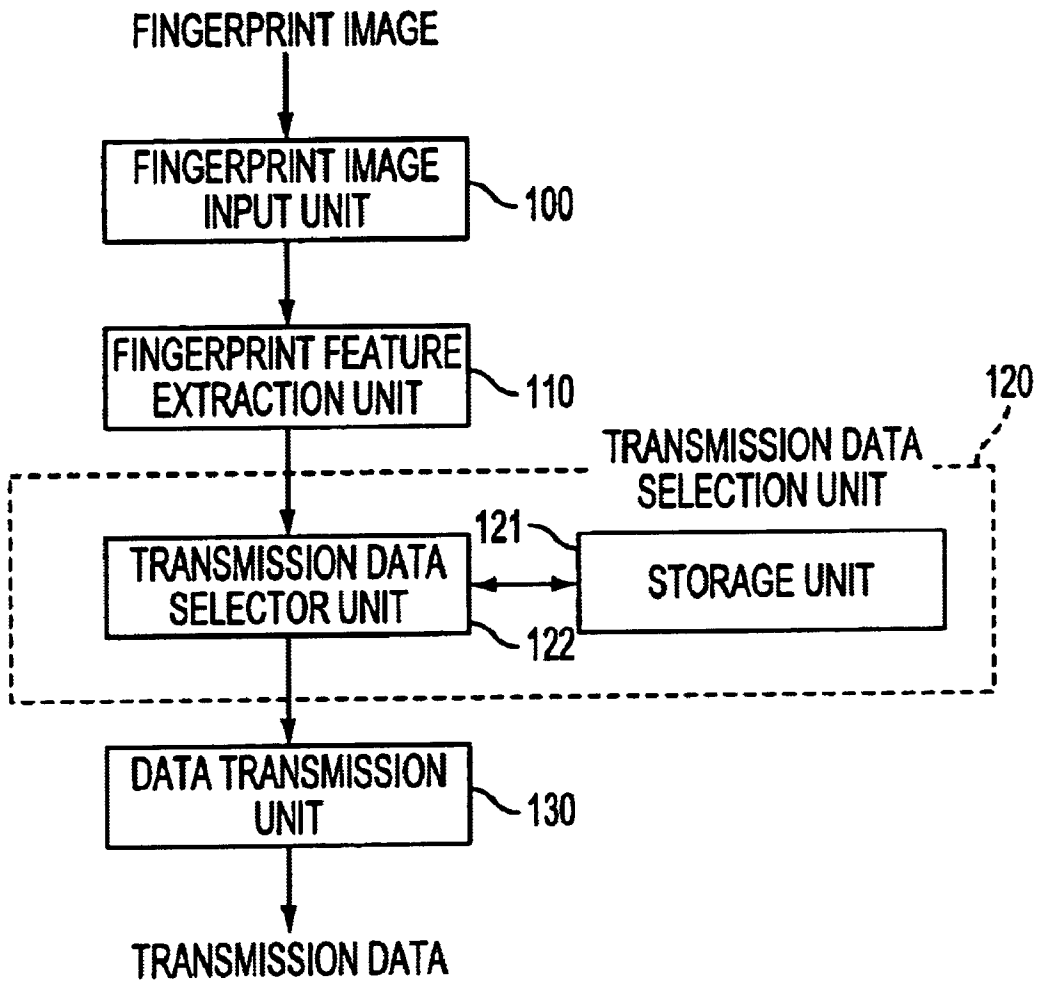 FINGERPRINT IMAGE
FINGERPRINT IMAGE
INPUT UNIT
100
FINGERPRINT FEATURE
EXTRACTION UNIT
110
120
TRANSMISSION DATA
SELECTION UNIT
TRANSMISSION DATA
SELECTOR UNIT
122
121
STORAGE UNIT
DATA TRANSMISSION
UNIT
130
TRANSMISSION DATA